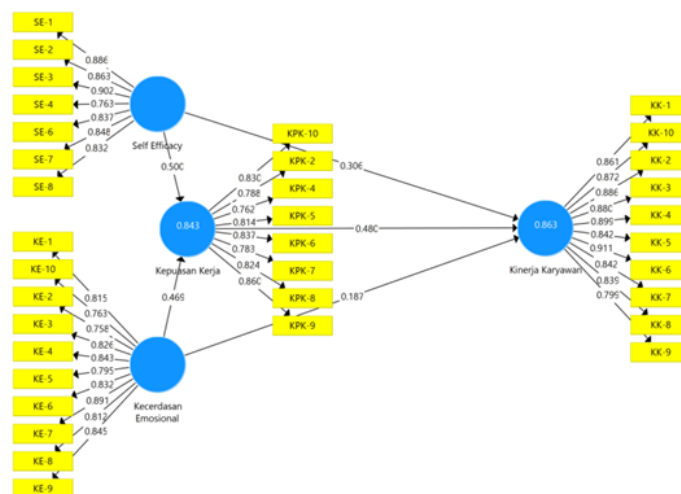 SE-1
SE-2
SE-3
SE-4
SE-6
SE-7
SE-8
0.886
0.863
0.902
0.763
0.837
0.848
0.832
Self Efficacy
0.500
0.306
KPK-10
KPK-2
KPK-4
KPK-5
KPK-6
KPK-7
KPK-8
KPK-9
0.830
0.788
0.762
0.814
0.837
0.783
0.824
0.860
0.843
Kepuasan Kerja
0.480
0.469
0.187
KE-1
KE-10
KE-2
KE-3
KE-4
KE-5
KE-6
KE-7
KE-8
KE-9
0.815
0.763
0.758
0.826
0.843
0.795
0.832
0.891
0.812
0.845
Kecerdasan
Emosional
0.863
Kinerja Karyawan
0.861
0.872
0.886
0.880
0.899
0.842
0.911
0.842
0.839
0.799
KK-1
KK-10
KK-2
KK-3
KK-4
KK-5
KK-6
KK-7
KK-8
KK-9